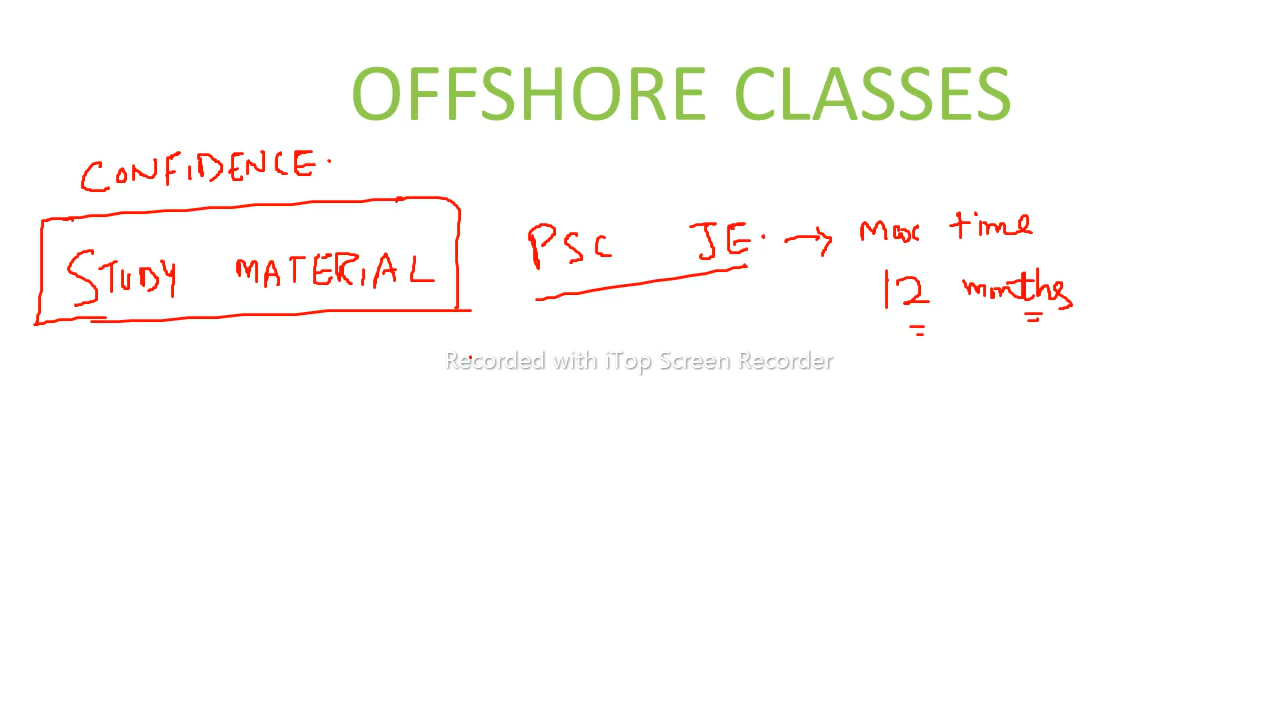 OFFSHORE CLASSES
CONFIDENCE.
STUDY MATERIAL
PSC JE. → Max time
12 months
Recorded with iTop Screen Recorder